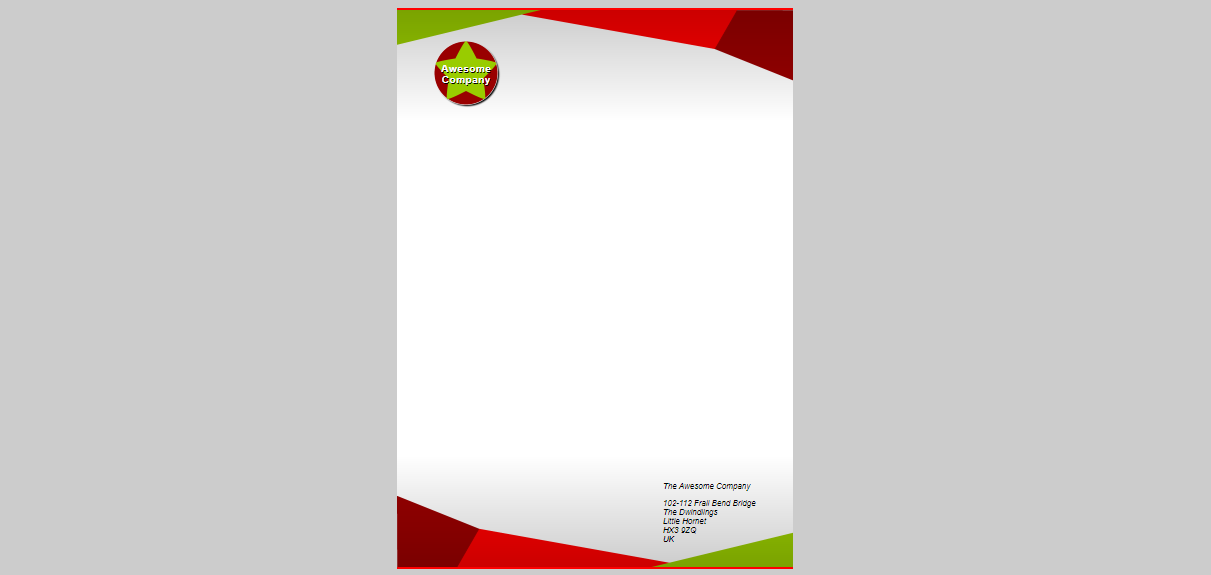 Awesome
Company
The Awesome Company
102-112 Frail Bend Bridge
The Dwindlings
Little Hornet
HX3 9ZQ
UK